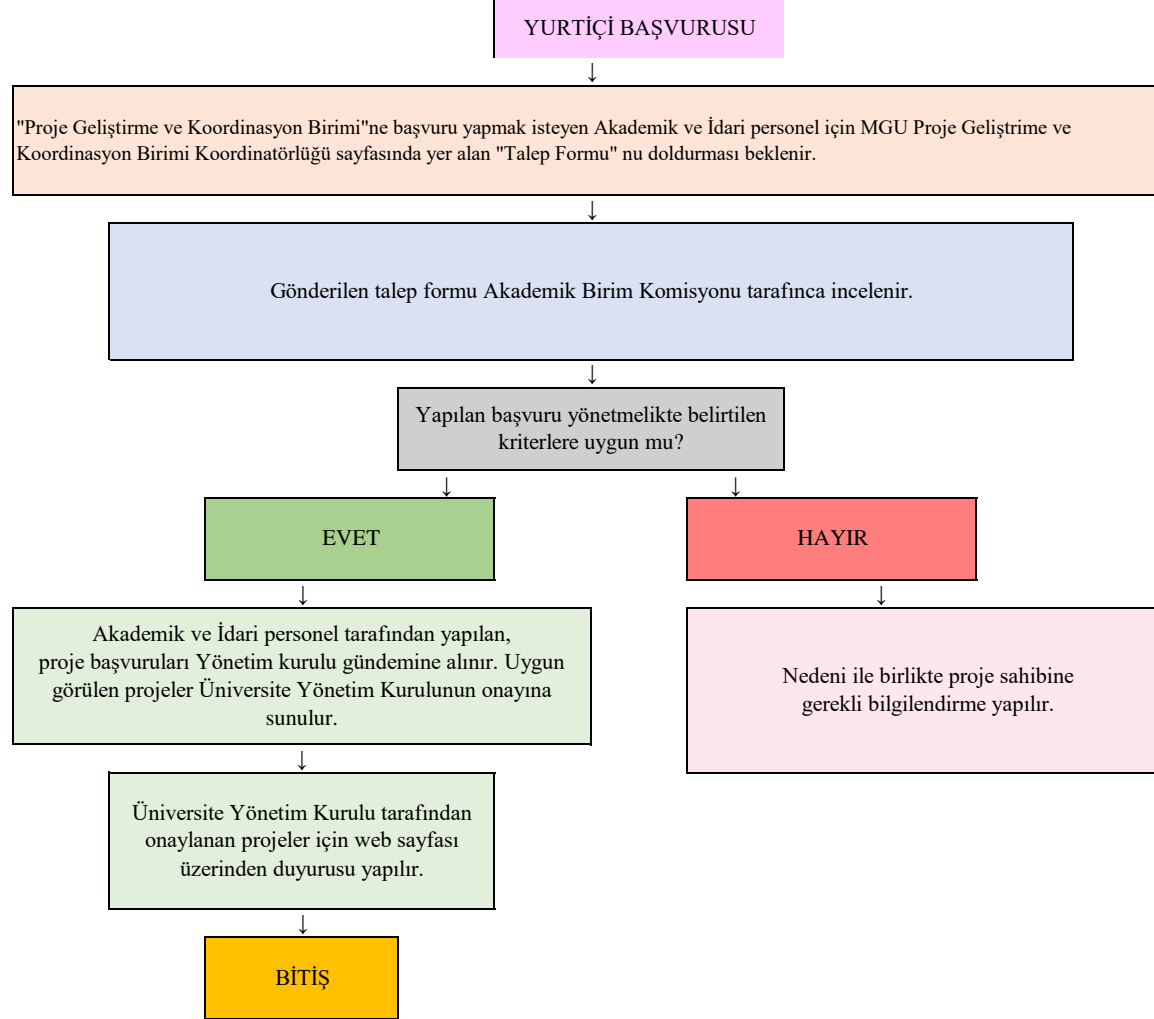 YURTİÇİ BAŞVURUSU
↓
"Proje Geliştirme ve Koordinasyon Birimi"ne başvuru yapmak isteyen Akademik ve İdari personel için MGU Proje Geliştrime ve
Koordinasyon Birimi Koordinatörlüğü sayfasında yer alan "Talep Formu" nu doldurması beklenir.
↓
Gönderilen talep formu Akademik Birim Komisyonu tarafınca incelenir.
↓
Yapılan başvuru yönetmelikte belirtilen
kriterlere uygun mu?
↓ ↓
EVET
HAYIR
↓ ↓
Akademik ve İdari personel tarafından yapılan,
proje başvuruları Yönetim kurulu gündemine alınır. Uygun
görülen projeler Üniversite Yönetim Kurulunun onayına
sunulur.
Nedeni ile birlikte proje sahibine
gerekli bilgilendirme yapılır.
↓
Üniversite Yönetim Kurulu tarafından
onaylanan projeler için web sayfası
üzerinden duyurusu yapılır.
↓
BİTİŞ